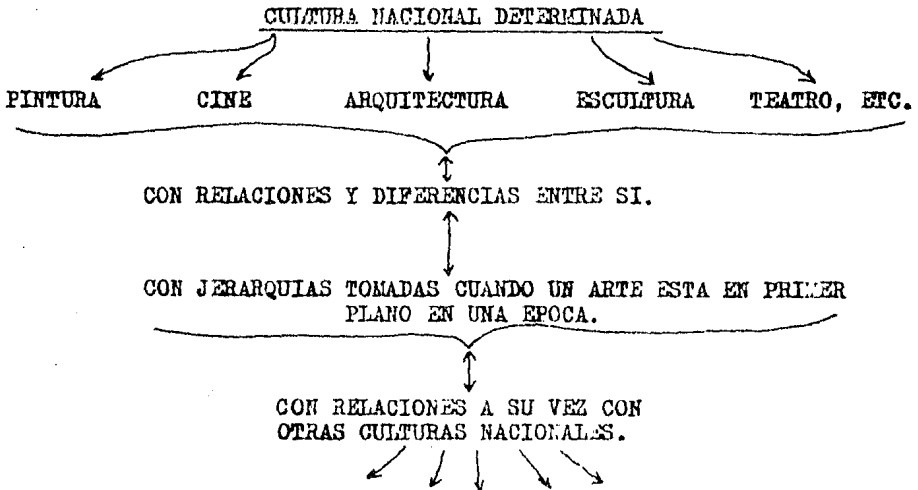 CULTURA NACIONAL DETERMINADA
PINTURA CINE ARQUITECTURA ESCULTURA TEATRO, ETC.
CON RELACIONES Y DIFERENCIAS ENTRE SI.
CON JERARQUIAS TOMADAS CUANDO UN ARTE ESTA EN PRIMER
PLANO EN UNA EPOCA.
CON RELACIONES A SU VEZ CON
OTRAS CULTURAS NACIONALES.